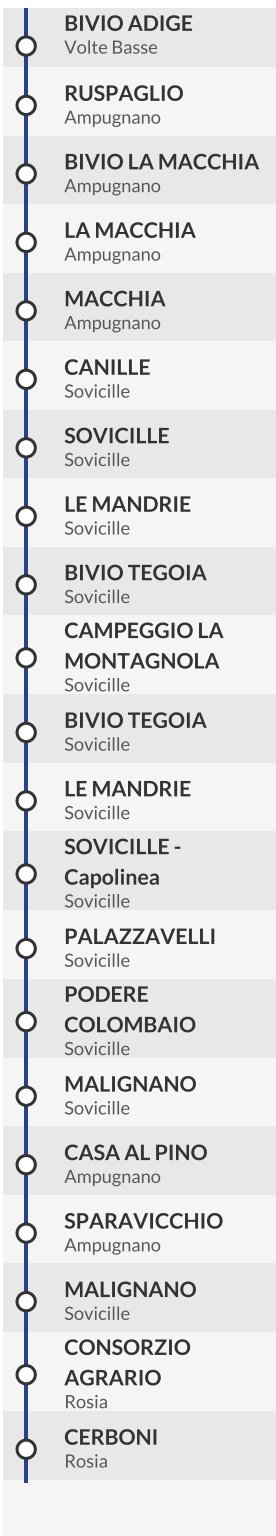 BIVIO ADIGE
Volte Basse
RUSPAGLIO
Ampugnano
BIVIO LA MACCHIA
Ampugnano
LA MACCHIA
Ampugnano
MACCHIA
Ampugnano
CANILLE
Sovicille
SOVICILLE
Sovicille
LE MANDRIE
Sovicille
BIVIO TEGOIA
Sovicille
CAMPEGGIO LA
MONTAGNOLA
Sovicille
BIVIO TEGOIA
Sovicille
LE MANDRIE
Sovicille
SOVICILLE -
Capolinea
Sovicille
PALAZZAVELLI
Sovicille
PODERE
COLOMBAIO
Sovicille
MALIGNANO
Sovicille
CASA AL PINO
Ampugnano
SPARAVICCHIO
Ampugnano
MALIGNANO
Sovicille
CONSORZIO
AGRARIO
Rosia
CERBONI
Rosia